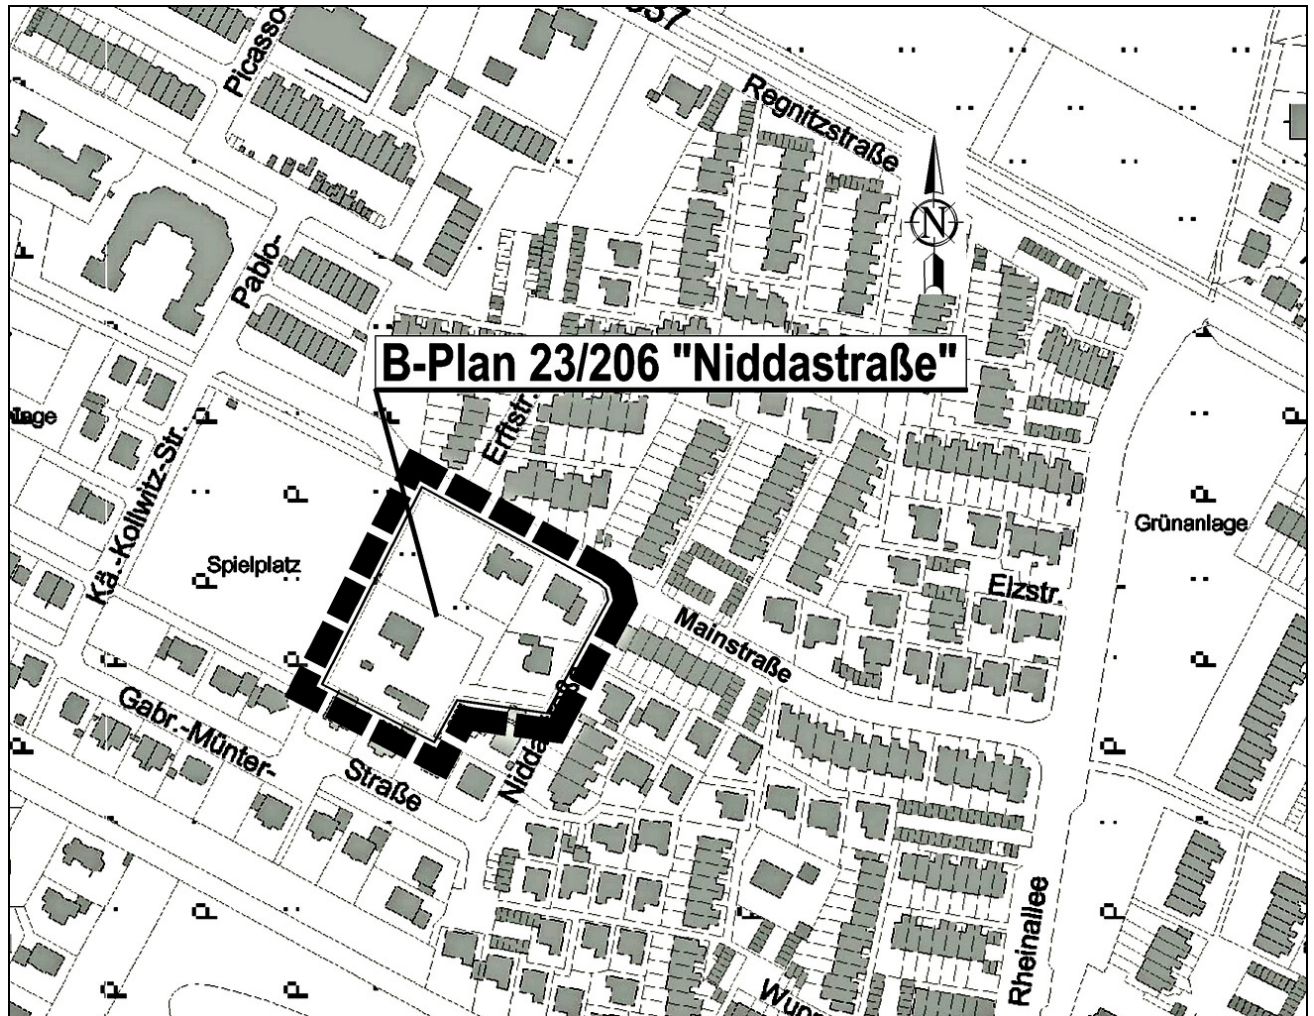 Picasso-
Regnitzstraße
N
Pablo-
B-Plan 23/206 "Niddastraße"
Erftstr.
Kä.-Kollwitz-Str.
Spielplatz
Grünanlage
Elzstr.
Mainstraße
Gabr.-Münter-
Straße
Rheinallee